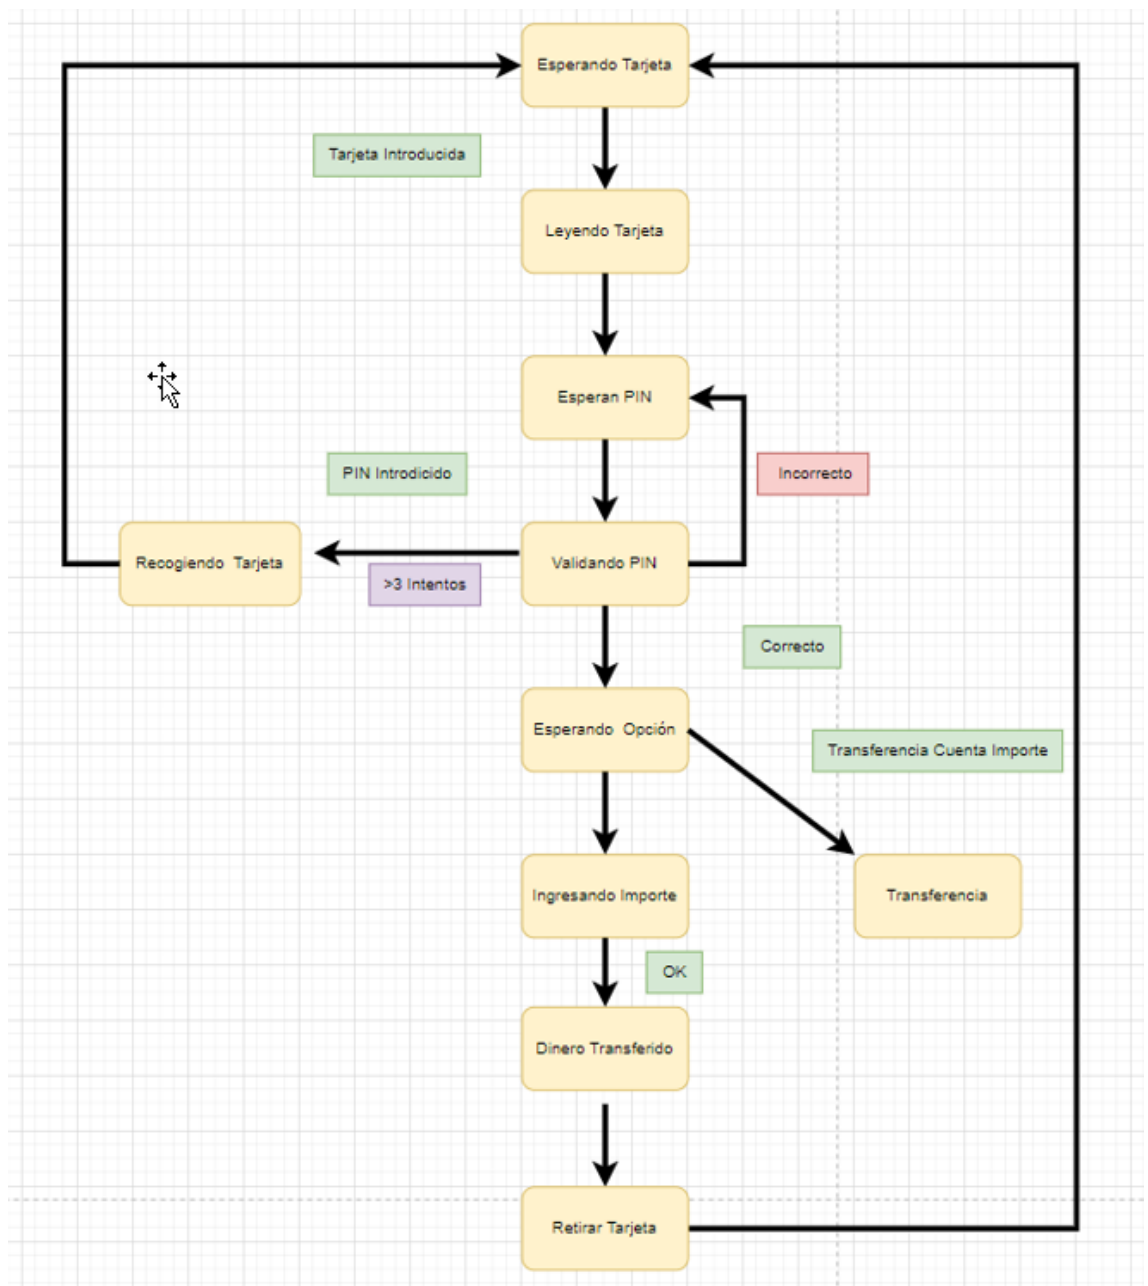 Esperando Tarjeta
Tarjeta Introducida
Leyendo Tarjeta
Esperan PIN
PIN Introdicido
Incorrecto
Recogiendo Tarjeta
Validando PIN
>3 Intentos
Correcto
Esperando Opción
Transferencia Cuenta Importe
Ingresando Importe
Transferencia
OK
Dinero Transferido
Retirar Tarjeta